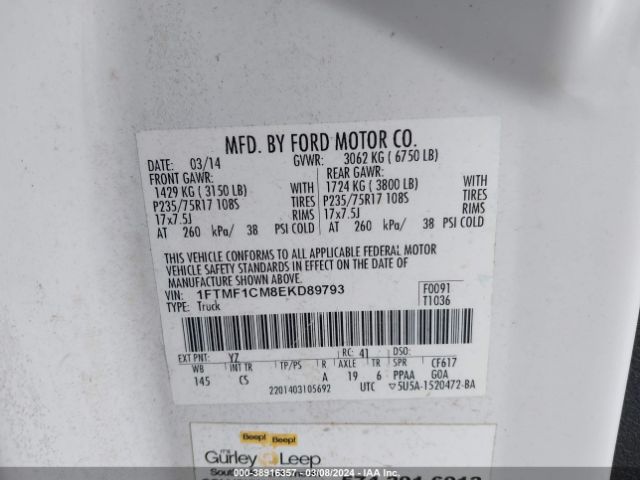 MFD. BY FORD MOTOR CO.
DATE: 03/14 GVWR: 3062 KG ( 6750 LB)
FRONT GAWR: REAR GAWR:
1429 KG ( 3150 LB) WITH 1724 KG ( 3800 LB) WITH
P235/75R17 108S TIRES P235/75R17 108S TIRES
17x7.5J RIMS 17x7.5J RIMS
AT 260 kPa/ 38 PSI COLD AT 260 kPa/ 38 PSI COLD
THIS VEHICLE CONFORMS TO ALL APPLICABLE FEDERAL MOTOR
VEHICLE SAFETY STANDARDS IN EFFECT ON THE DATE OF
MANUFACTURE SHOWN ABOVE.
VIN: 1FTMF1CM8EKD89793 F0091
TYPE: Truck T1036
EXT PNT: YZ RC: 41 DSO:
WB INT TR TP/PS R AXLE TR SPR CF617
145 CS A 19 6 PPAA GOA
2201403105692 UTC 5U5A-1520472-BA
Beep! Beep!
Gurley Leep
000-38916357 - 03/08/2024 - IAA Inc.